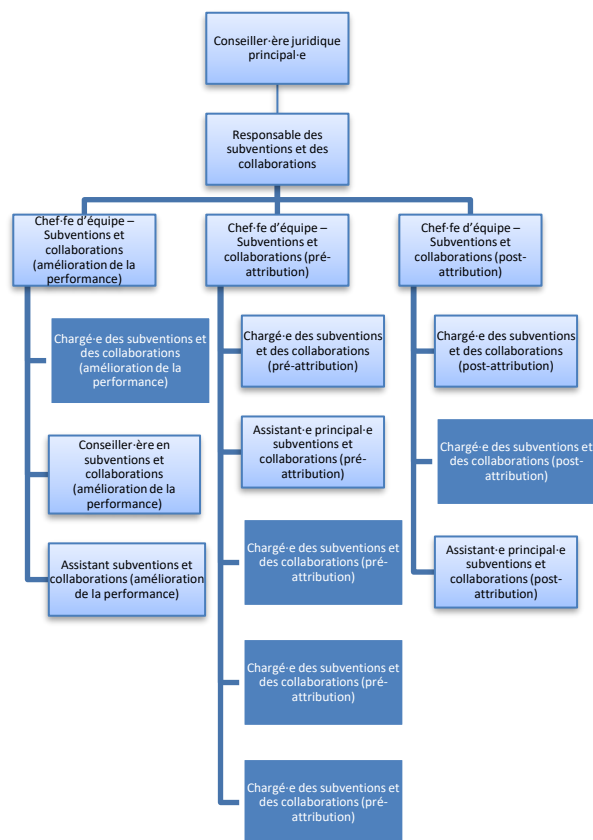 Conseiller·ère juridique
principal·e
Responsable des
subventions et des
collaborations
Chef·fe d'équipe –
Subventions et
collaborations
(amélioration de la
performance)
Chargé·e des subventions et
des collaborations
(amélioration de la
performance)
Conseiller·ère en
subventions et
collaborations
(amélioration de la
performance)
Assistant subventions et
collaborations (amélioration
de la performance)
Chef·fe d'équipe –
Subventions et
collaborations (pré-
attribution)
Chargé·e des subventions
et des collaborations
(pré-attribution)
Assistant·e principal·e
subventions et
collaborations (pré-
attribution)
Chargé·e des subventions et
des collaborations (pré-
attribution)
Chargé·e des subventions et
des collaborations (pré-
attribution)
Chargé·e des subventions et
des collaborations (pré-
attribution)
Chef·fe d'équipe –
Subventions et
collaborations (post-
attribution)
Chargé·e des subventions
et des collaborations
(post-attribution)
Chargé·e des subventions et
des collaborations (post-
attribution)
Assistant·e principal·e
subventions et
collaborations (post-
attribution)